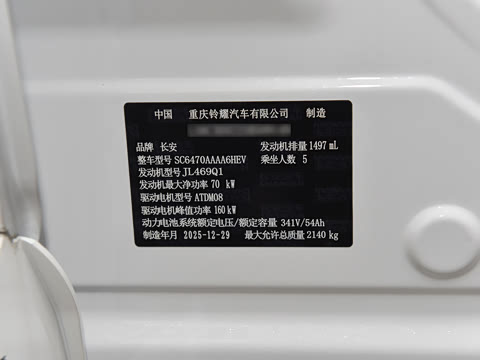 中国 重庆铃耀汽车有限公司 制造
品牌 长安 发动机排量 1497 mL
整车型号 SC6470AAAA6HEV 乘坐人数 5
发动机型号 JL469Q1
发动机最大净功率 70 kW
驱动电机型号 ATDM08
驱动电机峰值功率 160 kW
动力电池系统额定电压/额定容量 341V/54Ah
制造年月 2025-12-29 最大允许总质量 2140 kg